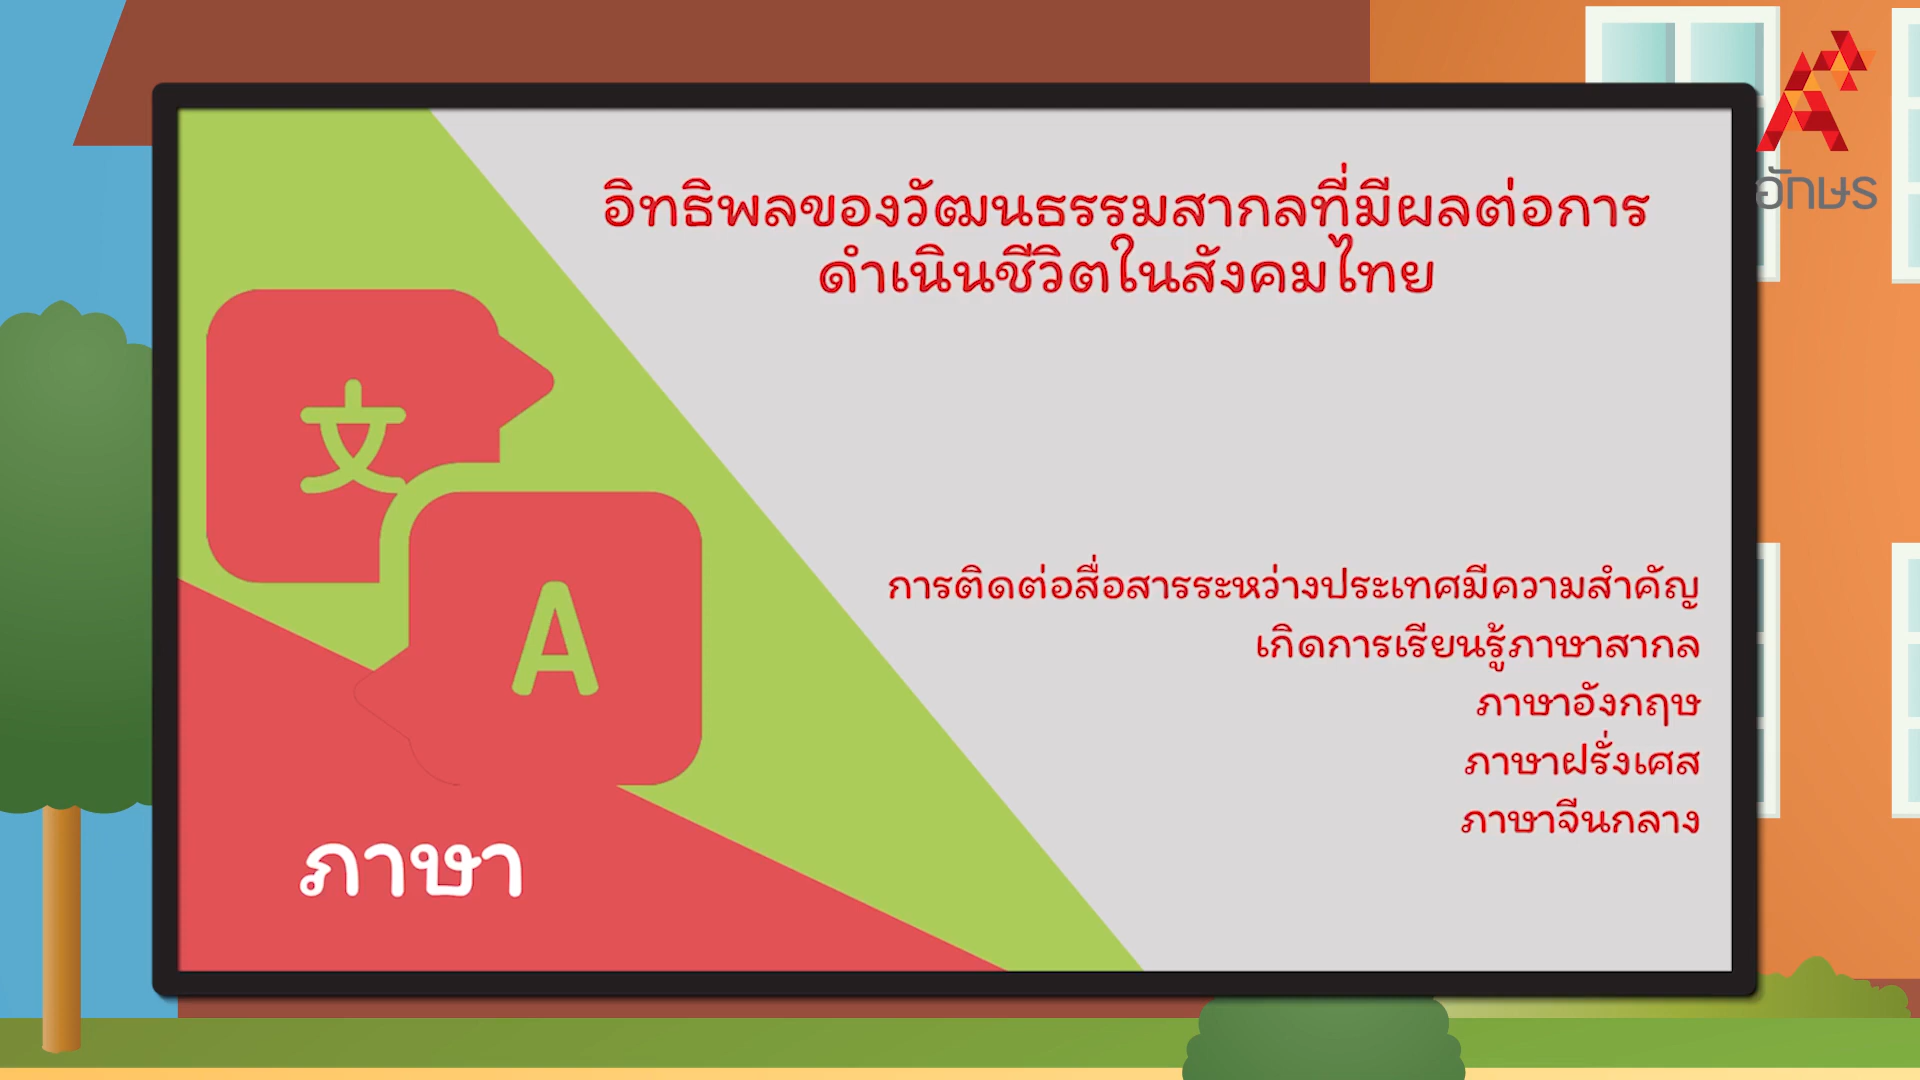 อิทธิพลของวัฒนธรรมสากลที่มีผลต่อการ
ดำเนินชีวิตในสังคมไทย
文
A
การติดต่อสื่อสารระหว่างประเทศมีความสำคัญ
เกิดการเรียนรู้ภาษาสากล
ภาษาอังกฤษ
ภาษาฝรั่งเศส
ภาษาจีนกลาง
ภาษา
อักษร